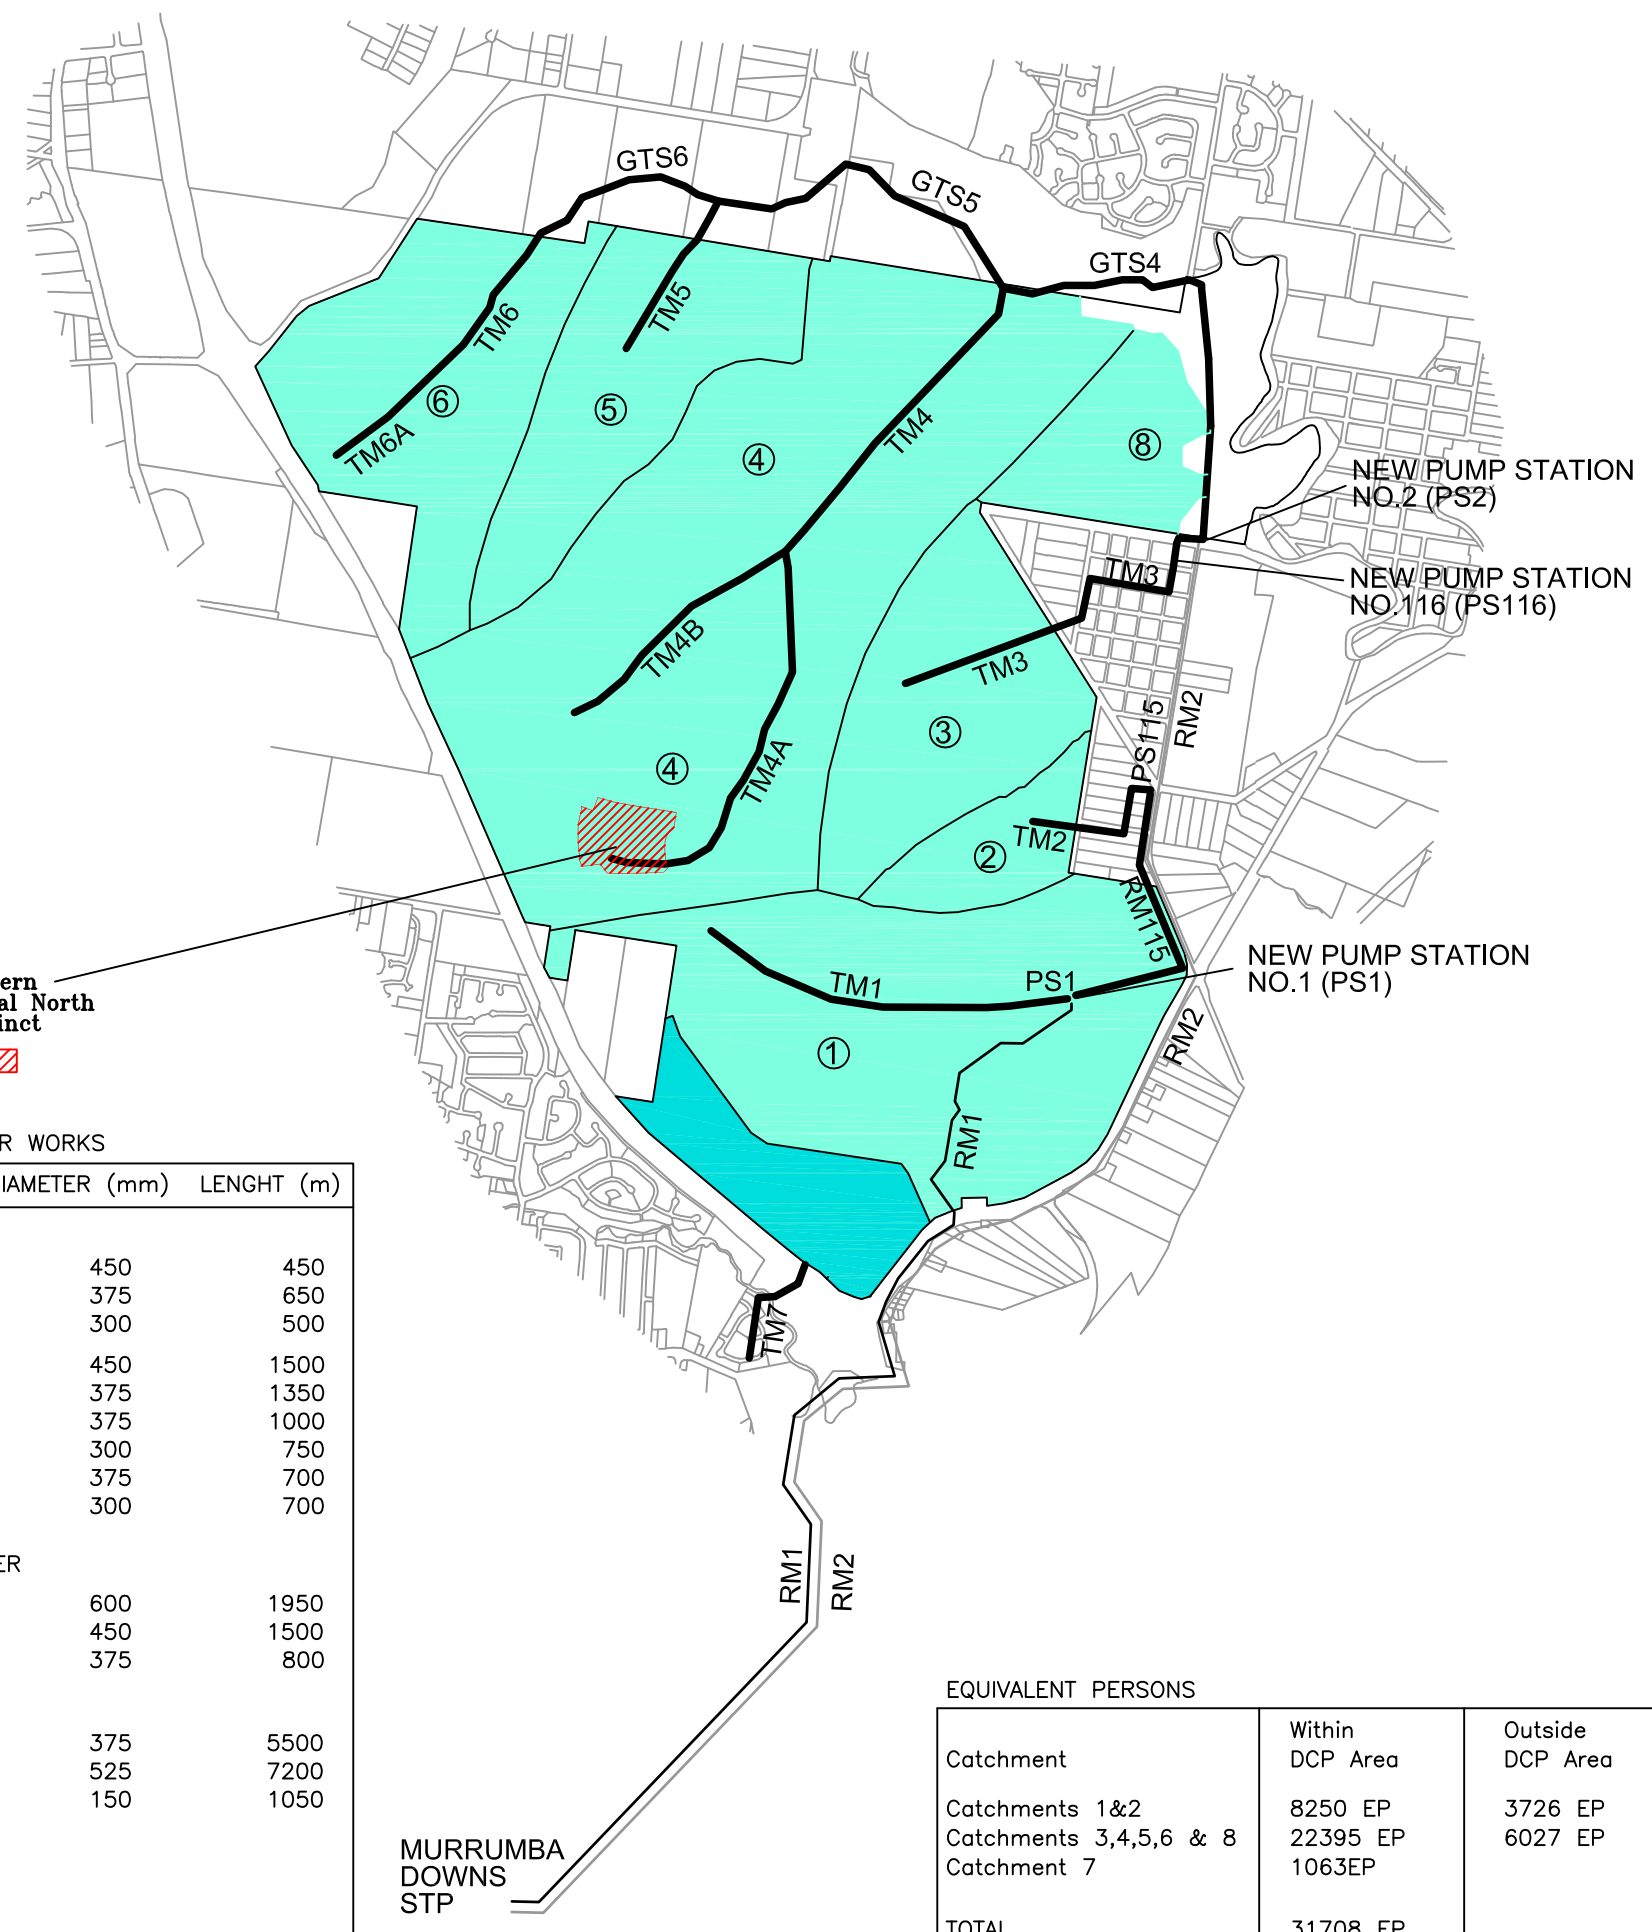 GTS6
GTS5
GTS4
TM5
TM6
TM6A
TM4
⑥
⑤
④
⑧
NEW PUMP STATION
NO.2 (PS2)
TM3
NEW PUMP STATION
NO.116 (PS116)
TM4B
TM3
PS115
RM2
③
④
TM4A
TM2
②
RM115
NEW PUMP STATION
NO.1 (PS1)
TM1
PS1
①
RM2
RM1
TM7
RM1
RM2
MURRUMBA
DOWNS
STP
North
WORKS
(mm) LENGHT (m)
450 450
375 650
300 500
450 1500
375 1350
375 1000
300 750
375 700
300 700
600 1950
450 1500
375 800
375 5500
525 7200
150 1050
EQUIVALENT PERSONS
Within Outside
Catchment DCP Area DCP Area
Catchments 1&2 8250 EP 3726 EP
Catchments 3,4,5,6 & 8 22395 EP 6027 EP
Catchment 7 1063EP
TOTAL 31708 EP